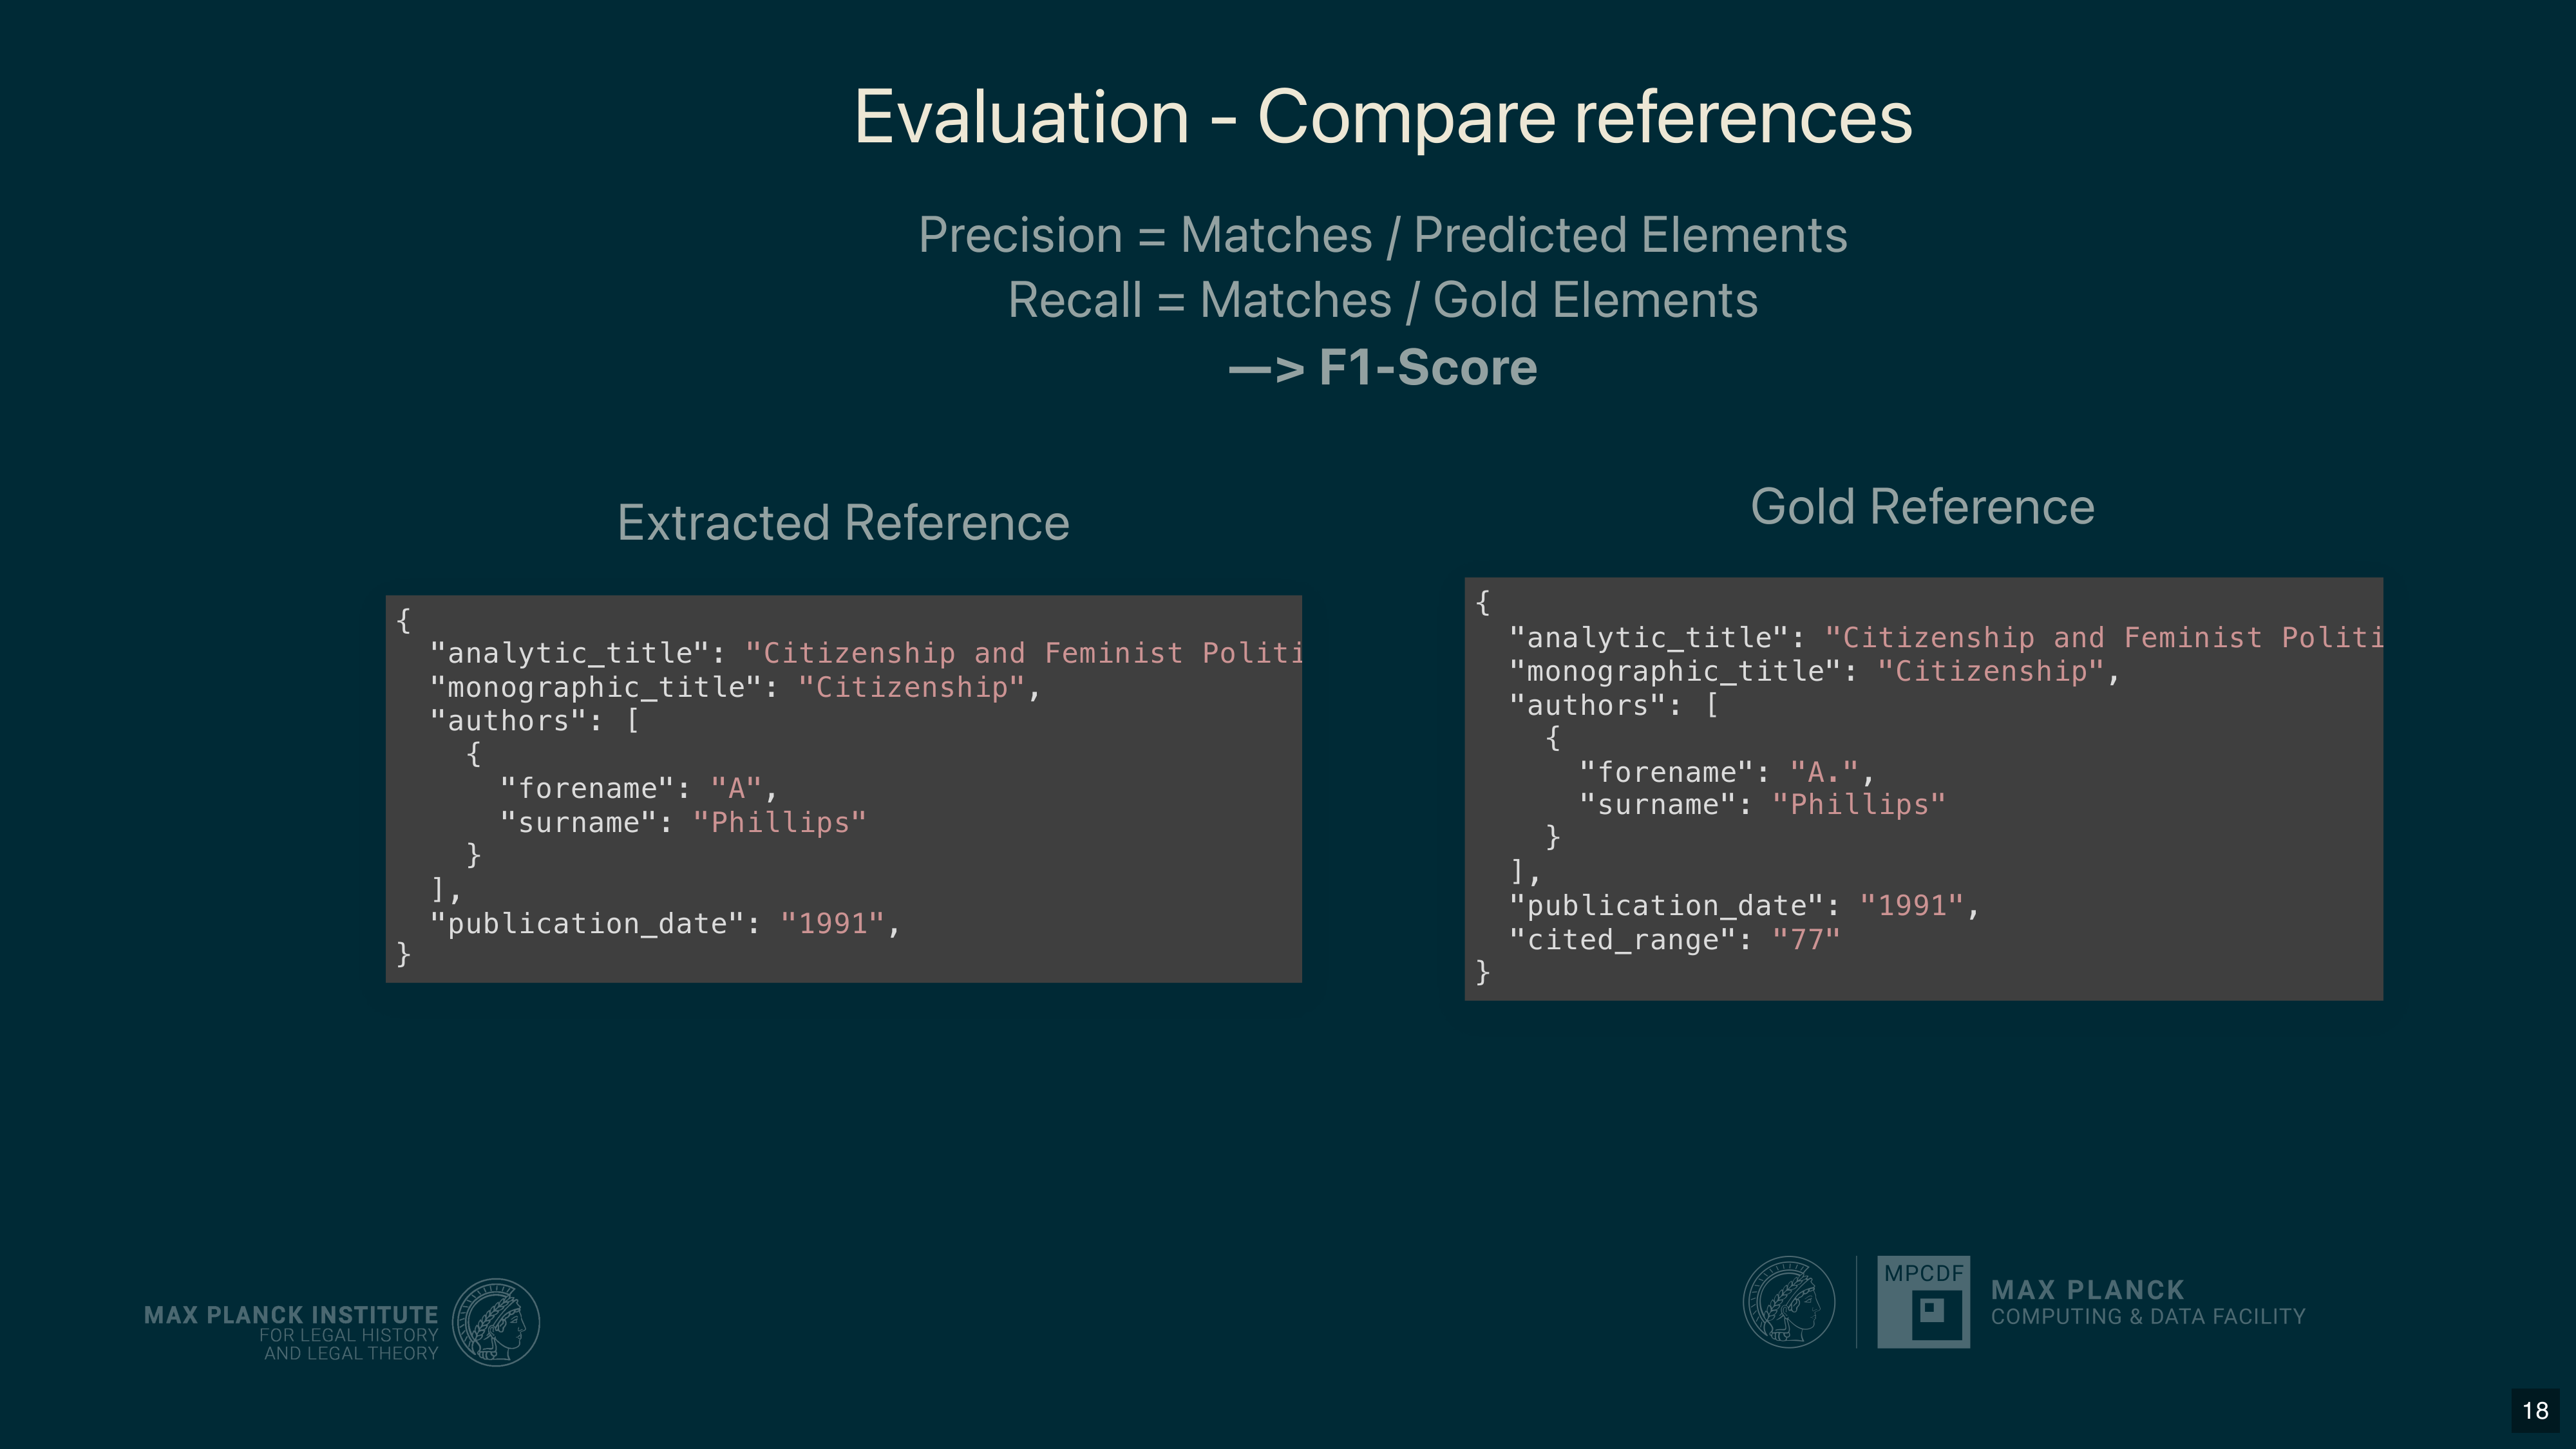 Evaluation - Compare references
Precision = Matches / Predicted Elements
Recall = Matches / Gold Elements
—> F1-Score
Extracted Reference
{
  "analytic_title": "Citizenship and Feminist Politi
  "monographic_title": "Citizenship",
  "authors": [
    {
      "forename": "A",
      "surname": "Phillips"
    }
  ],
  "publication_date": "1991",
}
Gold Reference
{
  "analytic_title": "Citizenship and Feminist Politi
  "monographic_title": "Citizenship",
  "authors": [
    {
      "forename": "A.",
      "surname": "Phillips"
    }
  ],
  "publication_date": "1991",
  "cited_range": "77"
}
MAX PLANCK INSTITUTE
FOR LEGAL HISTORY
AND LEGAL THEORY
MPCDF
MAX PLANCK
COMPUTING & DATA FACILITY
18